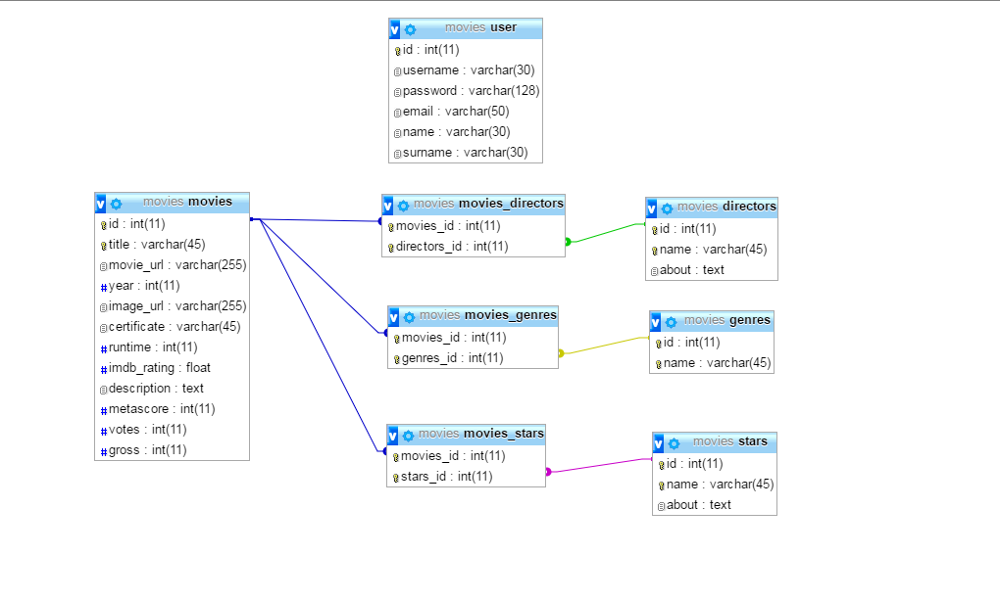 movies user
id : int(11)
username : varchar(30)
password : varchar(128)
email : varchar(50)
name : varchar(30)
surname : varchar(30)
movies movies
id : int(11)
title : varchar(45)
movie_url : varchar(255)
year : int(11)
image_url : varchar(255)
certificate : varchar(45)
runtime : int(11)
imdb_rating : float
description : text
metascore : int(11)
votes : int(11)
gross : int(11)
movies movies_directors
movies_id : int(11)
directors_id : int(11)
movies directors
id : int(11)
name : varchar(45)
about : text
movies movies_genres
movies_id : int(11)
genres_id : int(11)
movies genres
id : int(11)
name : varchar(45)
movies movies_stars
movies_id : int(11)
stars_id : int(11)
movies stars
id : int(11)
name : varchar(45)
about : text